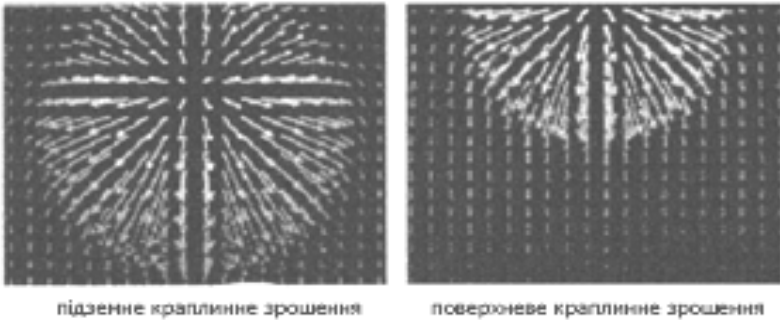 підземне краплинне зрошення
поверхневе краплинне зрошення